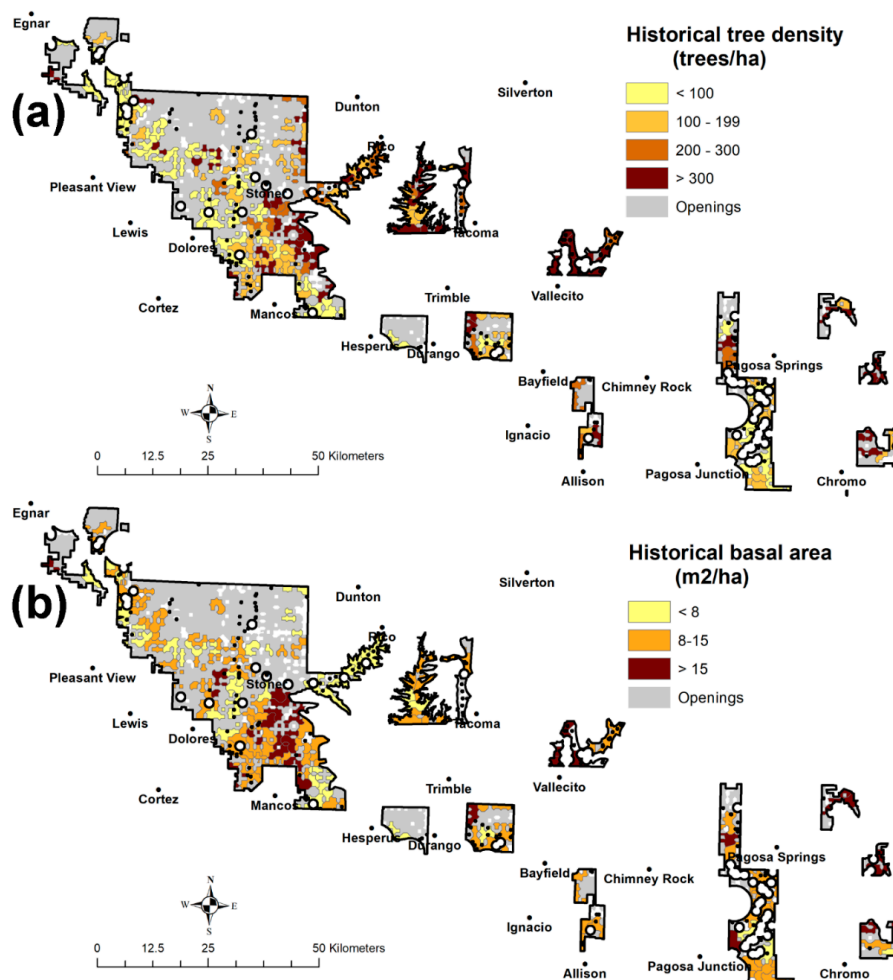 Egnar
(a)
Historical tree density
(trees/ha)
< 100
100 - 199
200 - 300
> 300
Openings
Silverton
Dunton
Rico
Pleasant View
Stoner
Lewis
Dolores
Tacoma
Cortez
Mancos
Trimble
Vallecito
Hesperus
Durango
Pagosa Springs
Bayfield
Chimney Rock
Ignacio
Allison
Pagosa Junction
Chromo
N
W E
S
0 12.5 25 50 Kilometers
Egnar
(b)
Historical basal area
(m2/ha)
< 8
8-15
> 15
Openings
Silverton
Dunton
Rico
Pleasant View
Stoner
Lewis
Dolores
Tacoma
Cortez
Mancos
Trimble
Vallecito
Hesperus
Durango
Pagosa Springs
Bayfield
Chimney Rock
Ignacio
Allison
Pagosa Junction
Chromo
N
W E
S
0 12.5 25 50 Kilometers